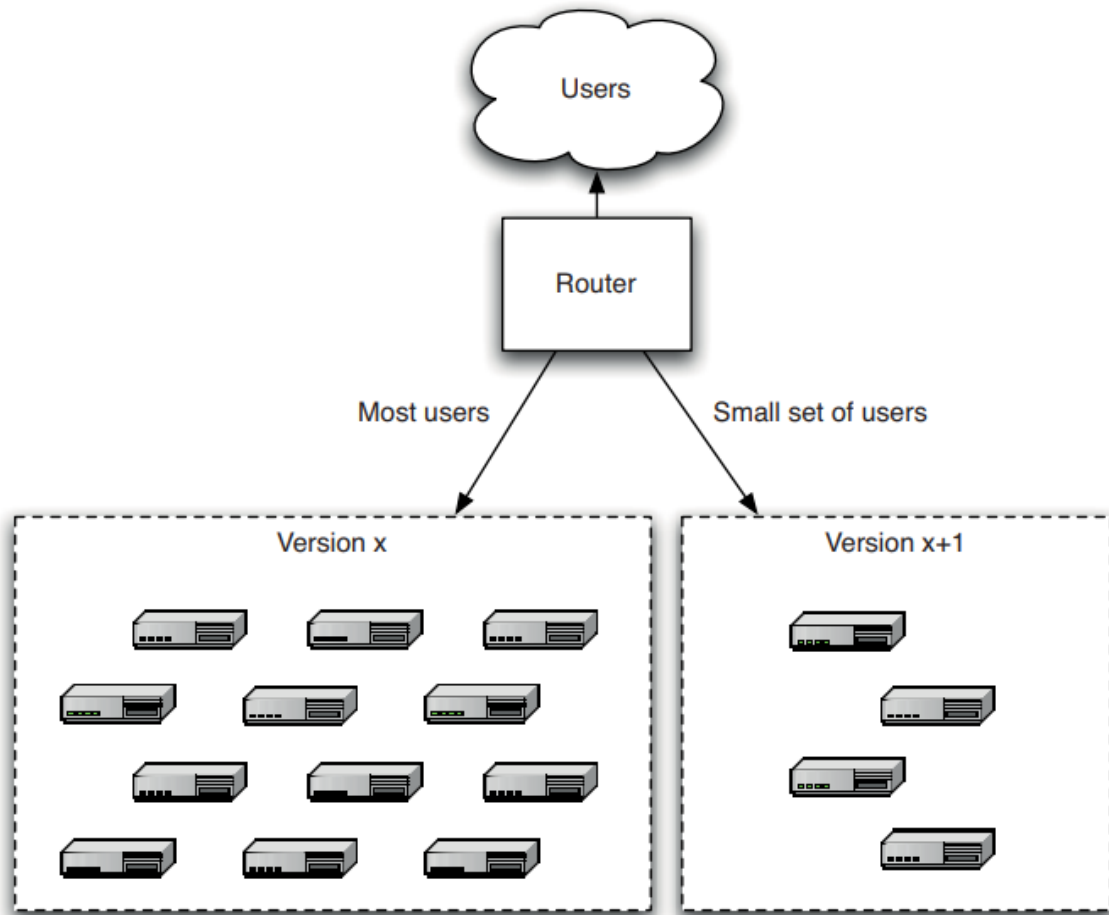 Users
Router
Most users
Small set of users
Version x
Version x+1